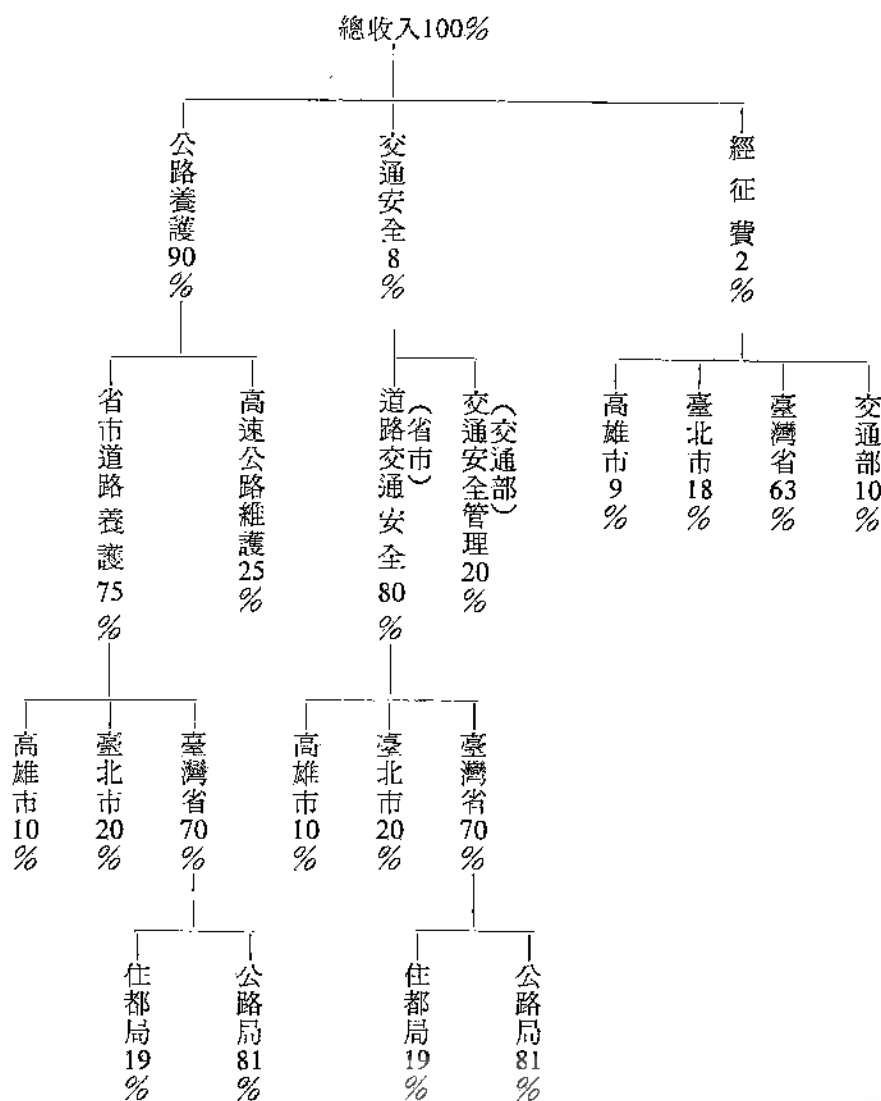 總收入100%
公路養護90%
交通安全8%
經征費2%
省市道路養護75%
高速公路維護25%
道路交通安全80%
(省市)
交通安全管理20%
(交通部)
高雄市9%
臺北市18%
臺灣省63%
交通部10%
高雄市10%
臺北市20%
臺灣省70%
高雄市10%
臺北市20%
臺灣省70%
住都局19%
公路局81%
住都局19%
公路局81%